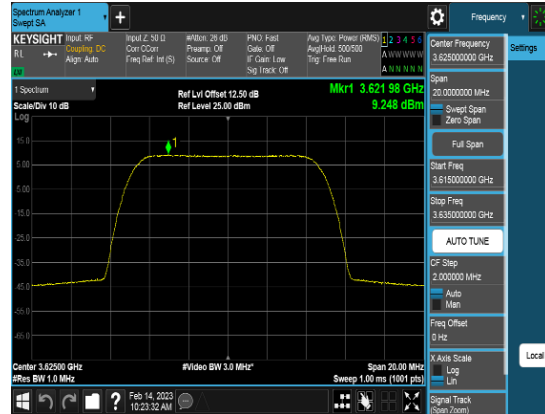 Spectrum Analyzer 1
Swept SA
Frequency
KEYSIGHT
RL
Input: RF
Coupling: DC
Align: Auto
Input Z: 50 Ω
Corr CCorr
Freq Ref: Int (S)
#Atten: 26 dB
Preamp: Off
Source: Off
PNO: Fast
Gate: Off
IF Gain: Low
Sig Track: Off
Avg Type: Power (RMS)
Avg|Hold: 500/500
Trig: Free Run
1 2 3 4 5 6
A W W W W W
A N N N N N
Center Frequency
3.625000000 GHz
Settings
Span
20.0000000 MHz
Swept Span
Zero Span
Full Span
Start Freq
3.615000000 GHz
Stop Freq
3.635000000 GHz
AUTO TUNE
CF Step
2.000000 MHz
Auto
Man
Freq Offset
0 Hz
X Axis Scale
Log
Lin
Local
Signal Track
(Span Zoom)
1 Spectrum
Scale/Div 10 dB
Log
Ref Lvl Offset 12.50 dB
Ref Level 25.00 dBm
Mkr1 3.621 98 GHz
9.248 dBm
15.0
1
5.00
-5.00
-15.0
-25.0
-35.0
-45.0
-55.0
-65.0
Center 3.62500 GHz
#Res BW 1.0 MHz
#Video BW 3.0 MHz*
Span 20.00 MHz
Sweep 1.00 ms (1001 pts)
?
Feb 14, 2023
10:23:32 AM